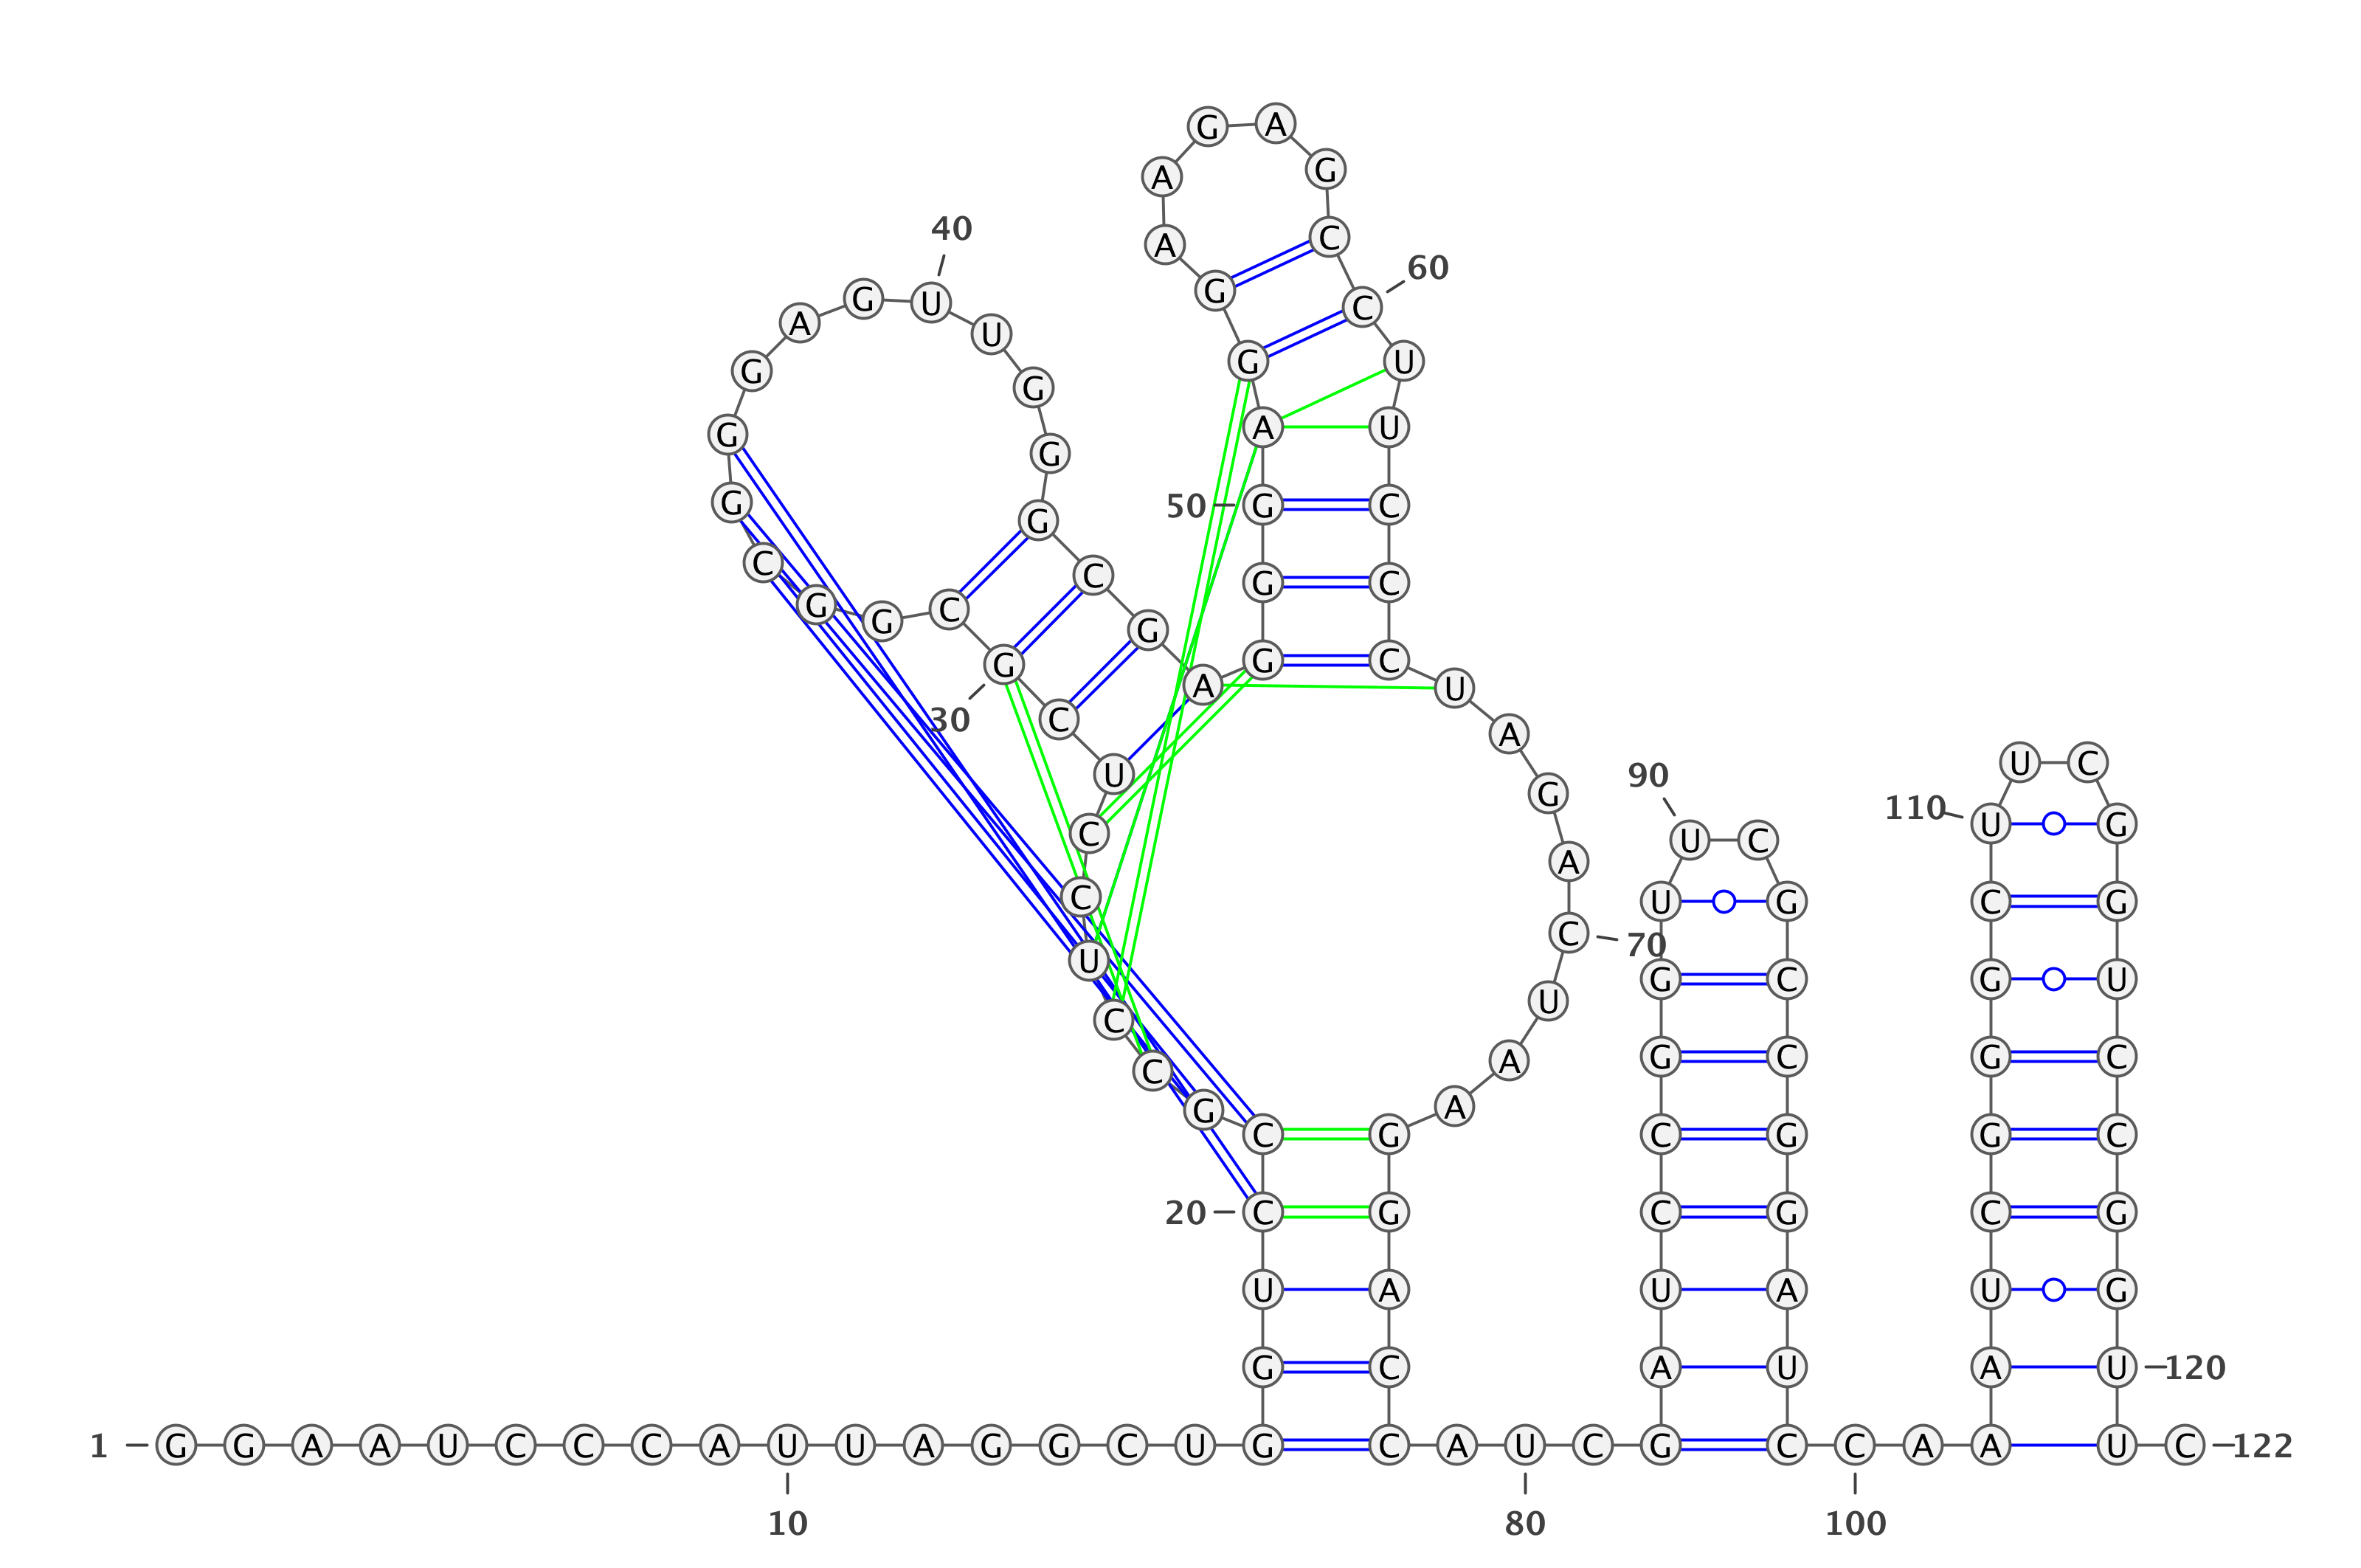 G A
A G
40
A C
60
G U G C
A U
G G U
G
G A U
G
G 50 G C
G
C C G C
G C G
G
G G C
A U
30 C
A
U C
U 90
G
110
C U C U G
A
C U G C G
C 70
U G C G U
U
C
C A G C G C
G A
C G C G G C
20 C G C G C G
U A U A U G
G C A U A U 120
1 G G A A U C C C A U U A G G C U G C A U C G C C A A U C 122
10 80 100